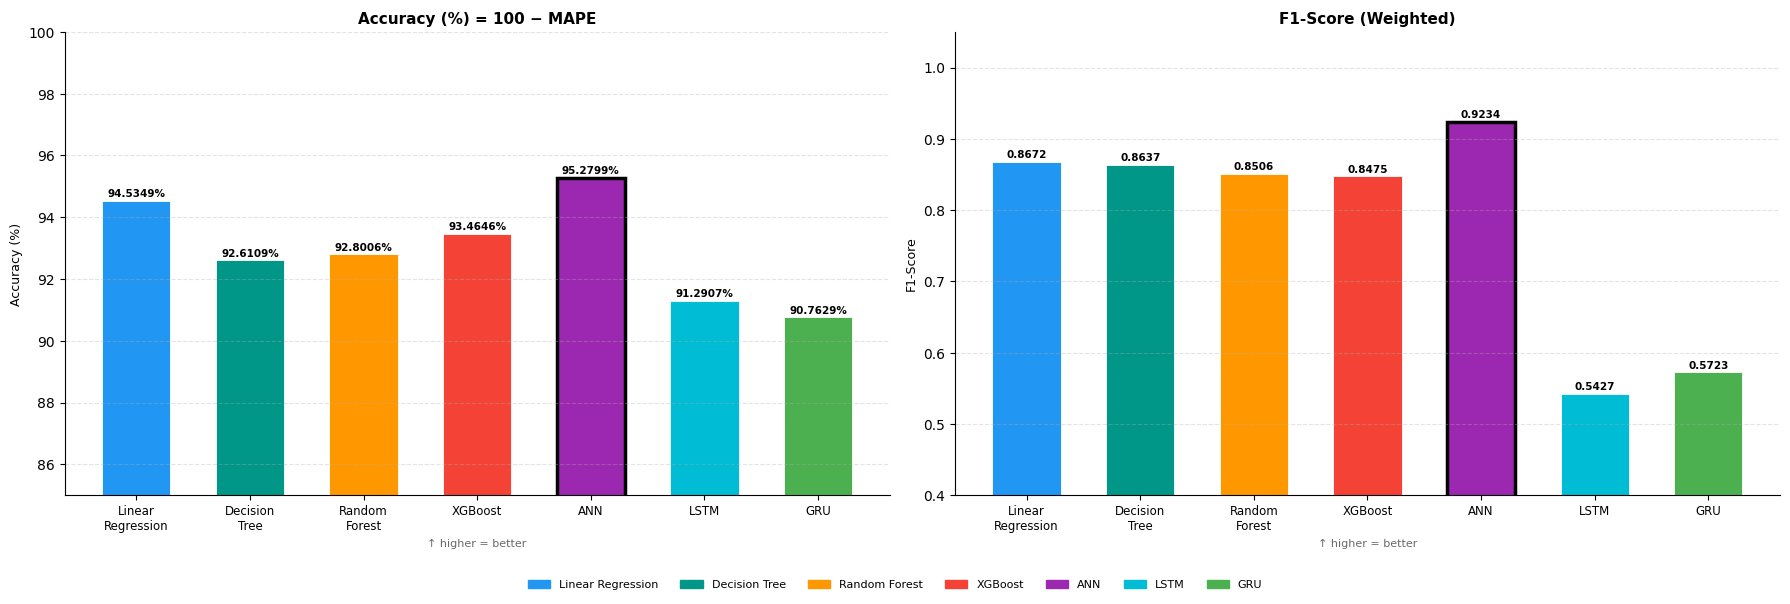 Accuracy (%) = 100 − MAPE
Accuracy (%)
100
98
96
94
92
90
88
86
94.5349%
92.6109%
92.8006%
93.4646%
95.2799%
91.2907%
90.7629%
Linear
Regression
Decision
Tree
Random
Forest
XGBoost
ANN
LSTM
GRU
↑ higher = better
F1-Score (Weighted)
F1-Score
1.0
0.9
0.8
0.7
0.6
0.5
0.4
0.8672
0.8637
0.8506
0.8475
0.9234
0.5427
0.5723
Linear
Regression
Decision
Tree
Random
Forest
XGBoost
ANN
LSTM
GRU
↑ higher = better
Linear Regression Decision Tree Random Forest XGBoost ANN LSTM GRU